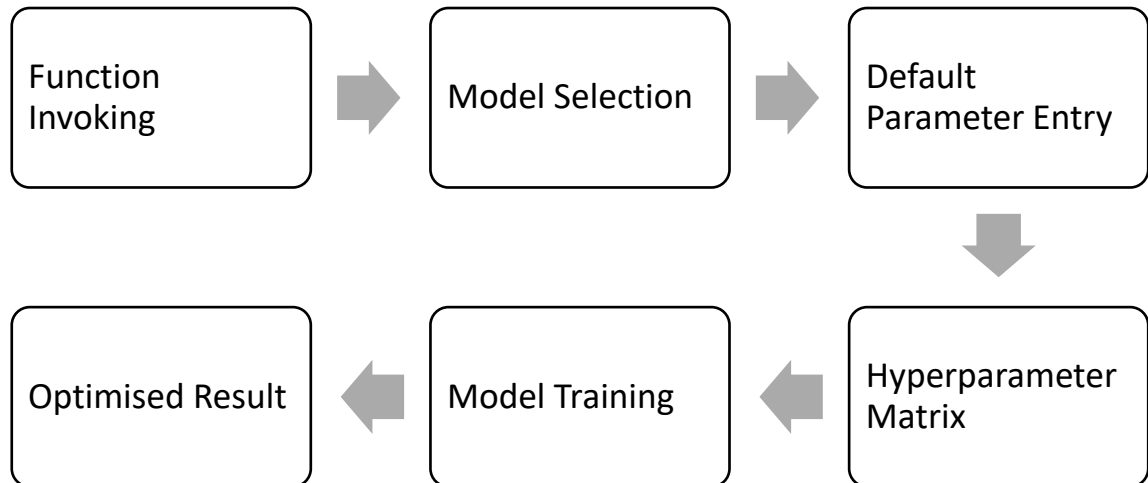 Function
Invoking
Model Selection
Default
Parameter Entry
Hyperparameter
Matrix
Model Training
Optimised Result